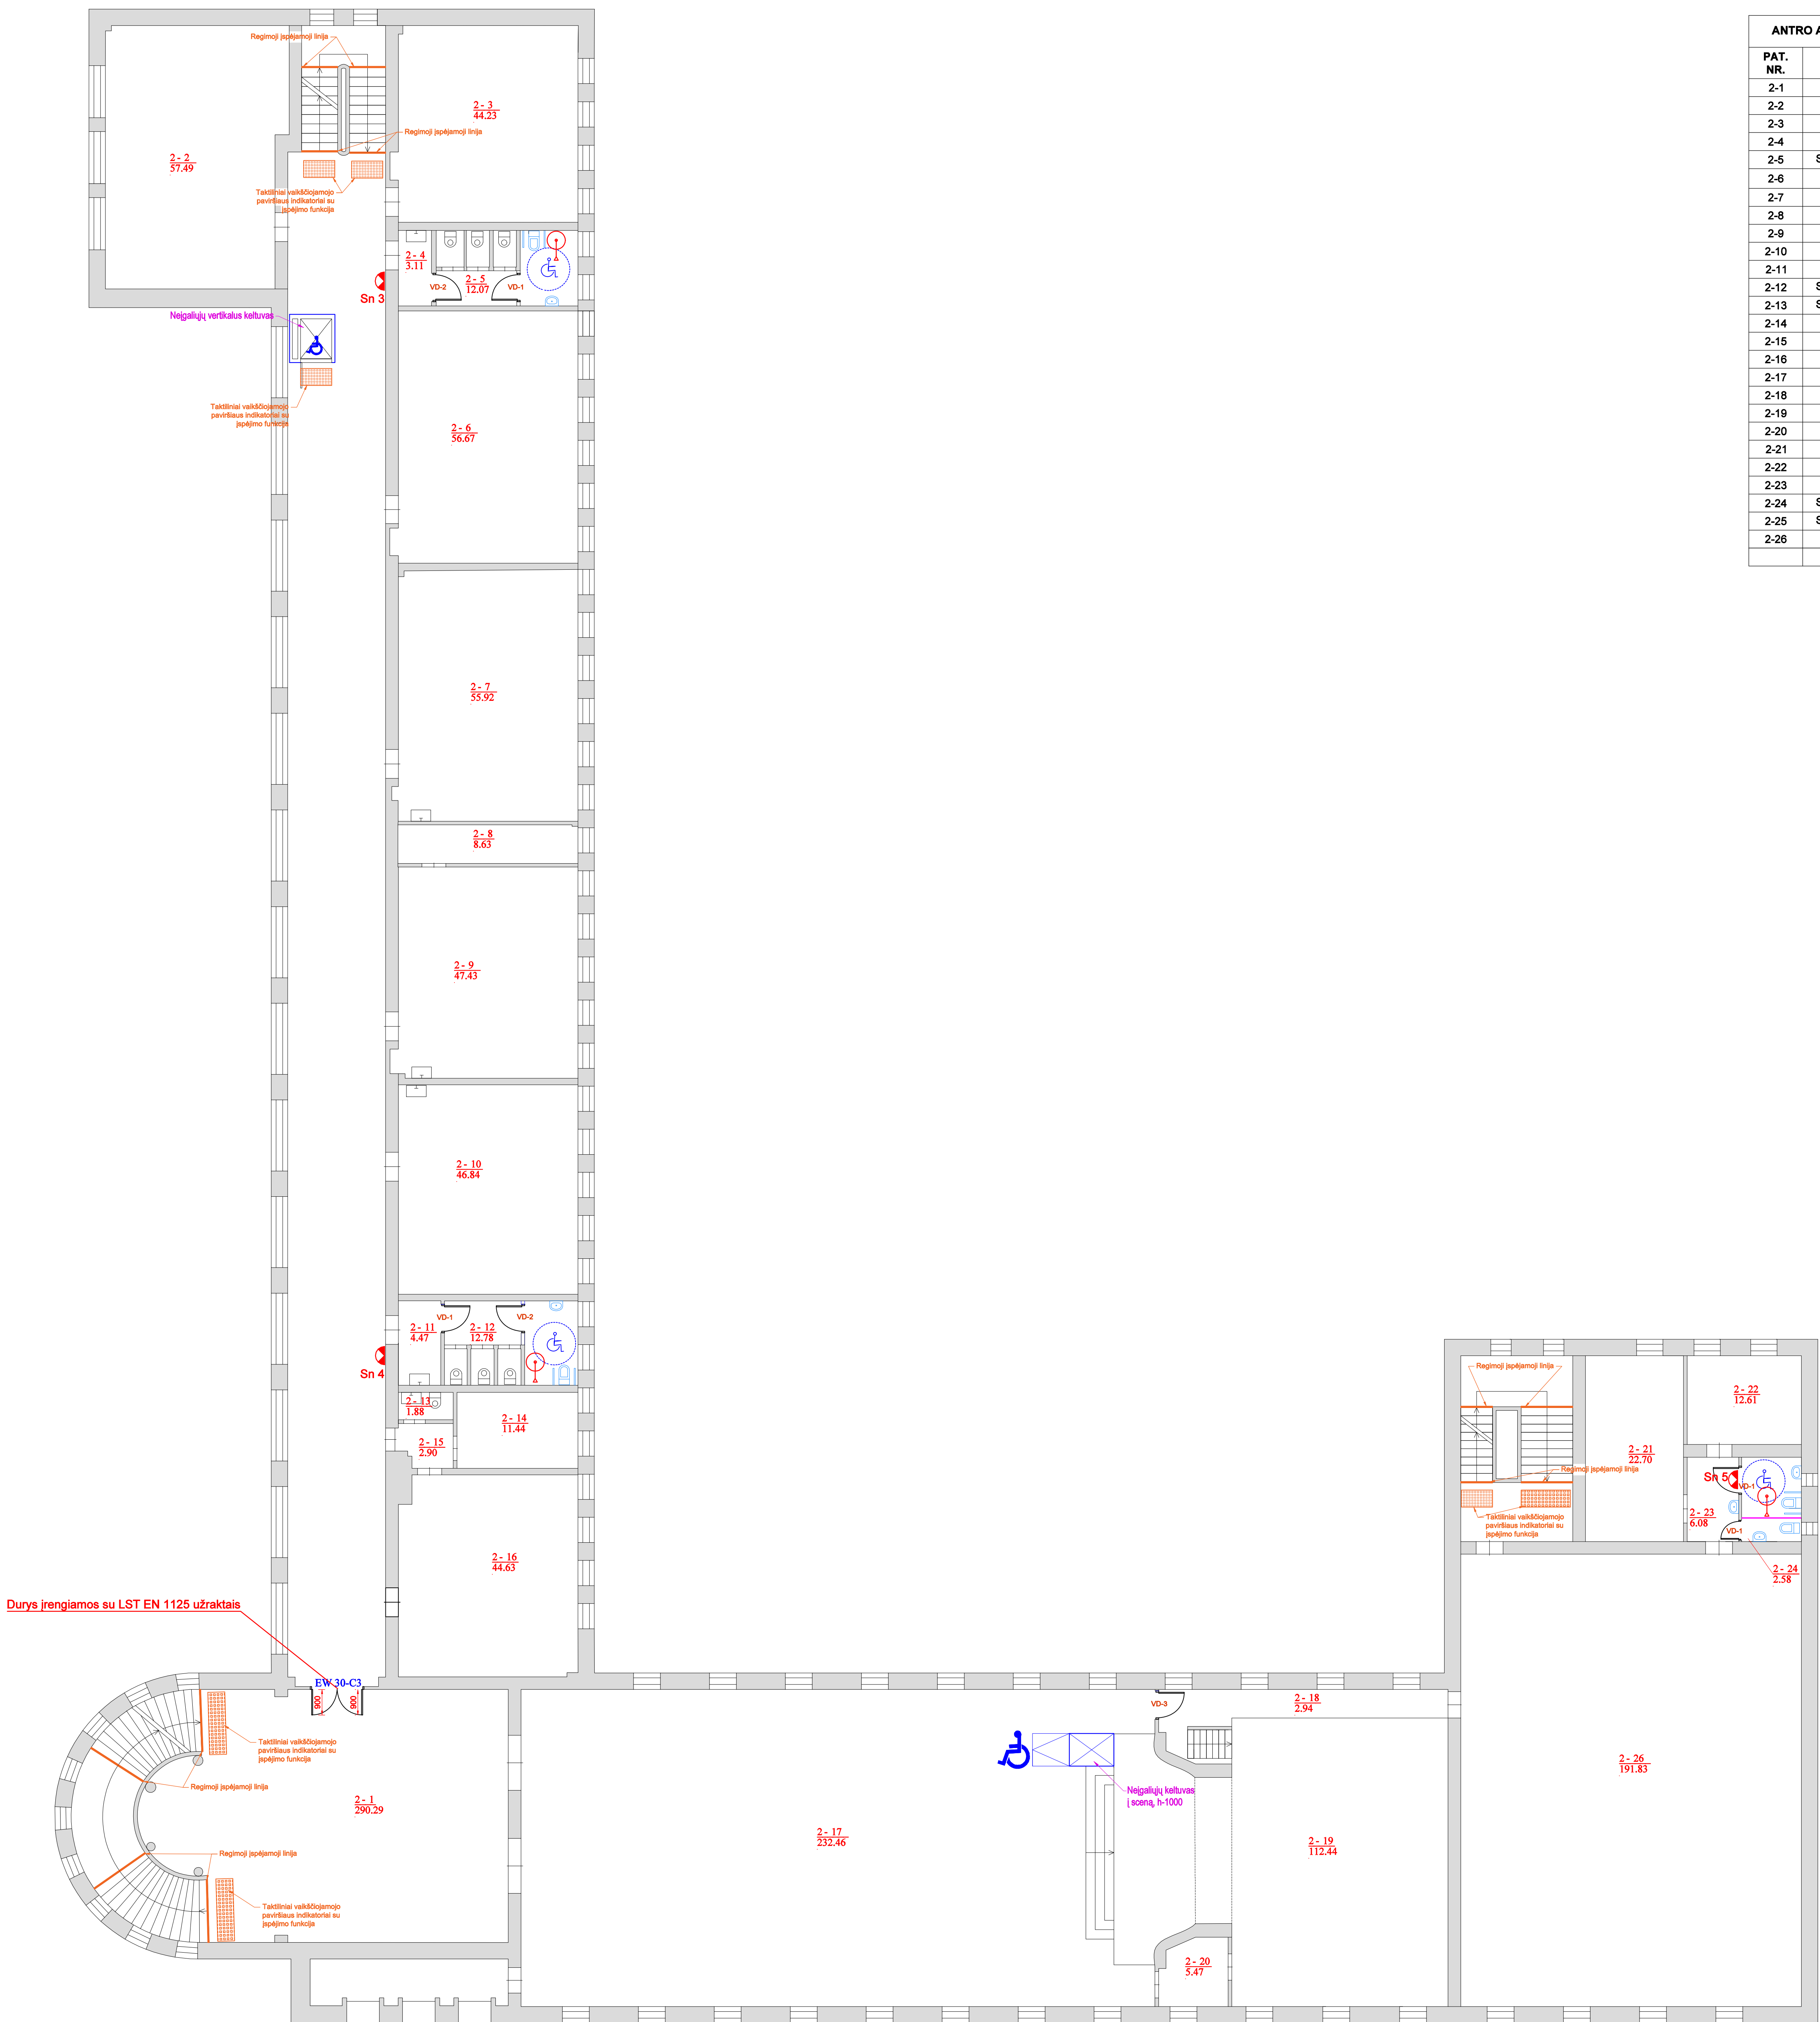 ANTRO A
PAT.
NR.
2-1
2-2
2-3
2-4
2-5 S
2-6
2-7
2-8
2-9
2-10
2-11
2-12 S
2-13 S
2-14
2-15
2-16
2-17
2-18
2-19
2-20
2-21
2-22
2-23
2-24 S
2-25 S
2-26
Regimoji įspėjamoji linija
2 - 3
44.23
Regimoji įspėjamoji linija
2 - 2
57.49
Taktiliniai vaikščiojamojo
paviršiaus indikatoriai su
įspėjimo funkcija
2 - 4
3.11
2 - 5
12.07
VD-2
VD-1
Sn 3
Neįgaliųjų vertikalus keltuvas
Taktiliniai vaikščiojamojo
paviršiaus indikatoriai su
įspėjimo funkcija
2 - 6
56.67
2 - 7
55.92
2 - 8
8.63
2 - 9
47.43
2 - 10
46.84
VD-1
VD-2
2 - 11
4.47
2 - 12
12.78
Sn 4
2 - 13
1.88
2 - 14
11.44
2 - 15
2.90
2 - 16
44.63
Regimoji įspėjamoji linija
2 - 22
12.61
2 - 21
22.70
Regimoji įspėjamoji linija
Sn 5
VD-1
2 - 23
6.08
VD-1
Taktiliniai vaikščiojamojo
paviršiaus indikatoriai su
įspėjimo funkcija
2 - 24
2.58
Durys įrengiamos su LST EN 1125 užraktais
EW 30-C3
900
900
VD-3
2 - 18
2.94
Taktiliniai vaikščiojamojo
paviršiaus indikatoriai su
įspėjimo funkcija
Regimoji įspėjamoji linija
2 - 1
290.29
Neįgaliųjų keltuvas
į sceną, h-1000
2 - 26
191.83
2 - 17
232.46
2 - 19
112.44
Regimoji įspėjamoji linija
Taktiliniai vaikščiojamojo
paviršiaus indikatoriai su
įspėjimo funkcija
2 - 20
5.47